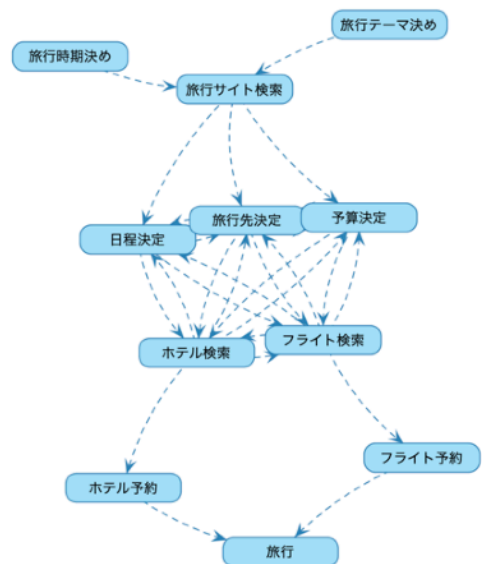 旅行テーマ決め
旅行時期決め
旅行サイト検索
旅行先決定
予算決定
日程決定
ホテル検索
フライト検索
フライト予約
ホテル予約
旅行